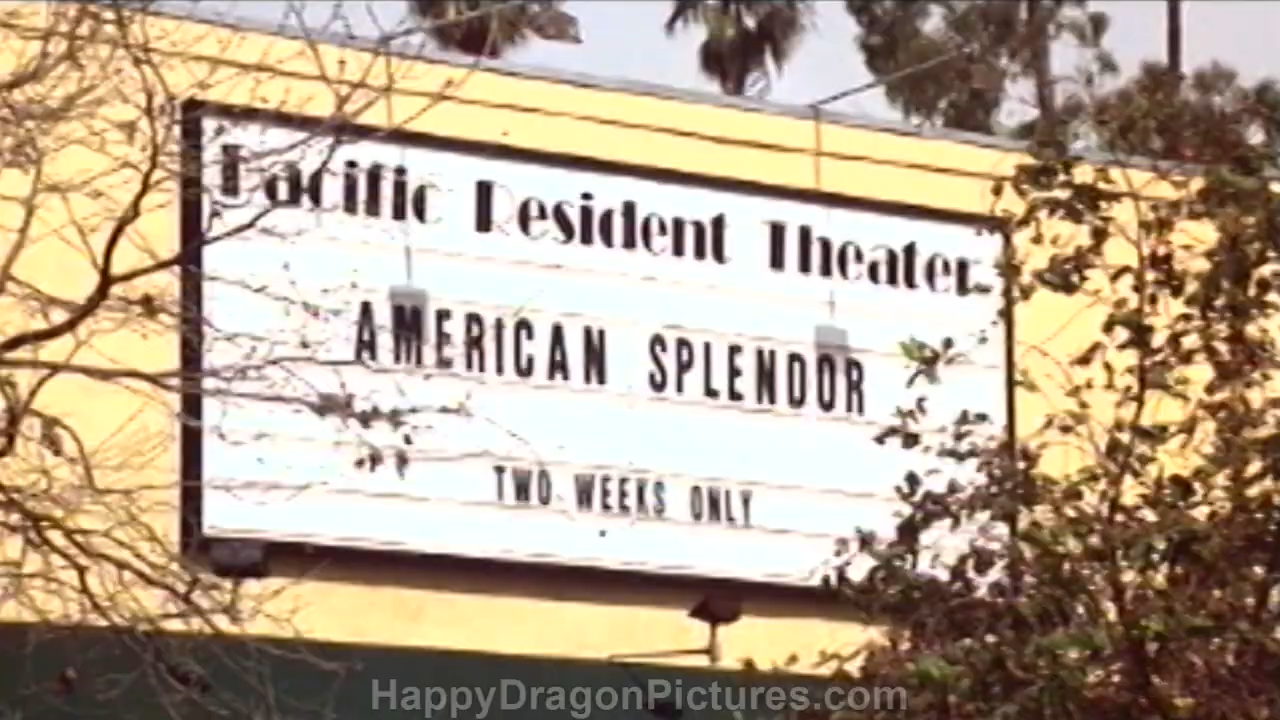 Pacific Resident Theater
AMERICAN SPLENDOR
TWO WEEKS ONLY
HappyDragonPictures.com